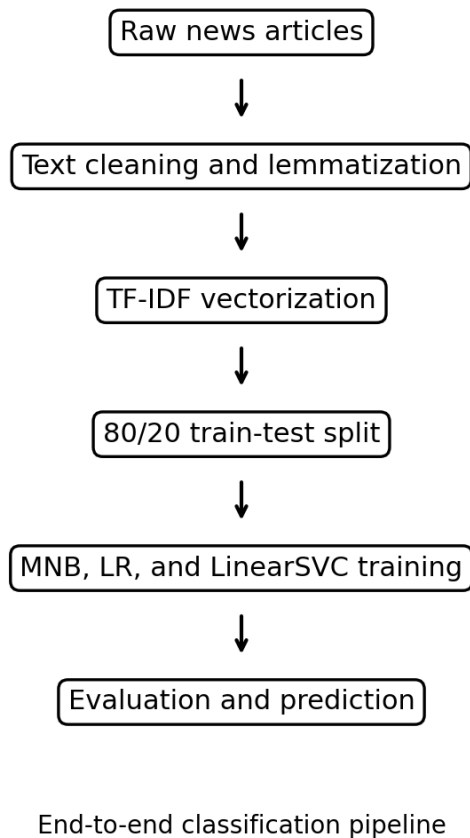 Raw news articles
Text cleaning and lemmatization
TF-IDF vectorization
80/20 train-test split
MNB, LR, and LinearSVC training
Evaluation and prediction
End-to-end classification pipeline